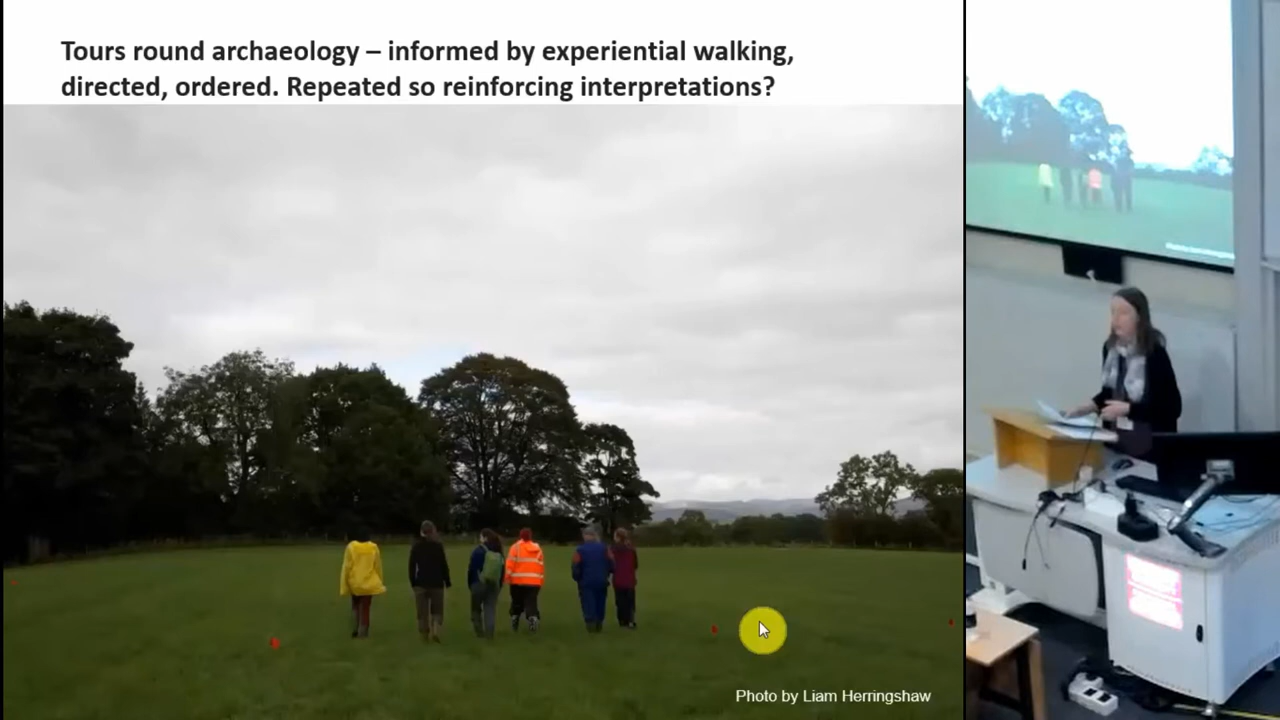 Tours round archaeology – informed by experiential walking,
directed, ordered. Repeated so reinforcing interpretations?
Photo by Liam Herringshaw